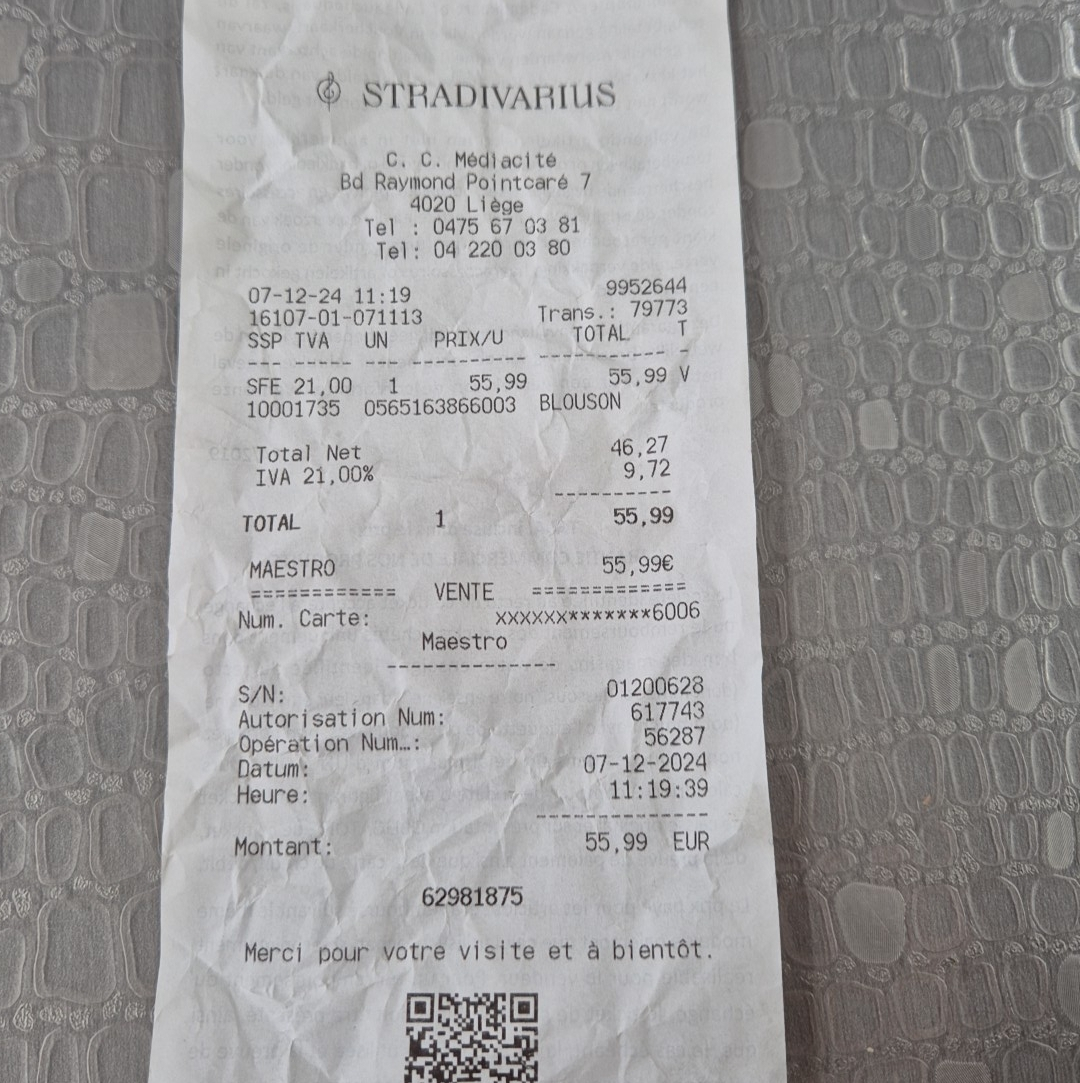 STRADIVARIUS
C. C. Médiacité
Bd Raymond Pointcaré 7
4020 Liège
Tel : 0475 67 03 81
Tel: 04 220 03 80
07-12-24 11:19 9952644
16107-01-071113 Trans.: 79773
SSP TVA UN PRIX/U TOTAL T
SFE 21,00 1 55,99 55,99 V
10001735 0565163866003 BLOUSON
Total Net 46,27
IVA 21,00% 9,72
TOTAL 1 55,99
MAESTRO 55,99€
============ VENTE =============
Num. Carte: XXXXXX*******6006
Maestro
S/N: 01200628
Autorisation Num: 617743
Opération Num…: 56287
Datum: 07-12-2024
Heure: 11:19:39
Montant: 55,99 EUR
62981875
Merci pour votre visite et à bientôt.